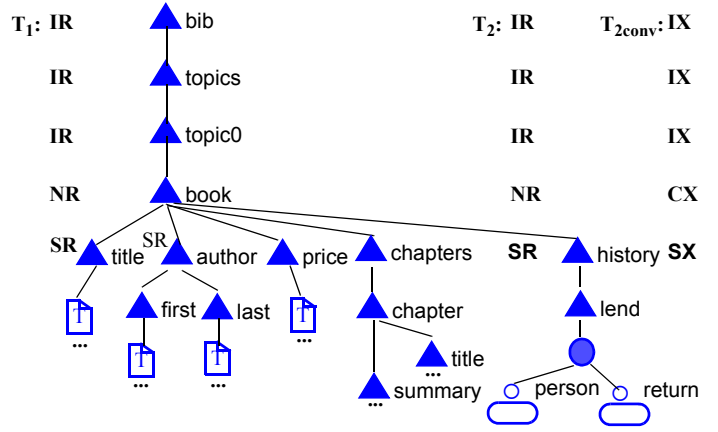 T1: IR bib T2: IR T2conv: IX
IR topics IR IX
IR topic0 IR IX
NR book NR CX
SR title SR author price chapters SR history SX
T first last T chapter lend
... T T ... title
... ... ... person return
summary
...